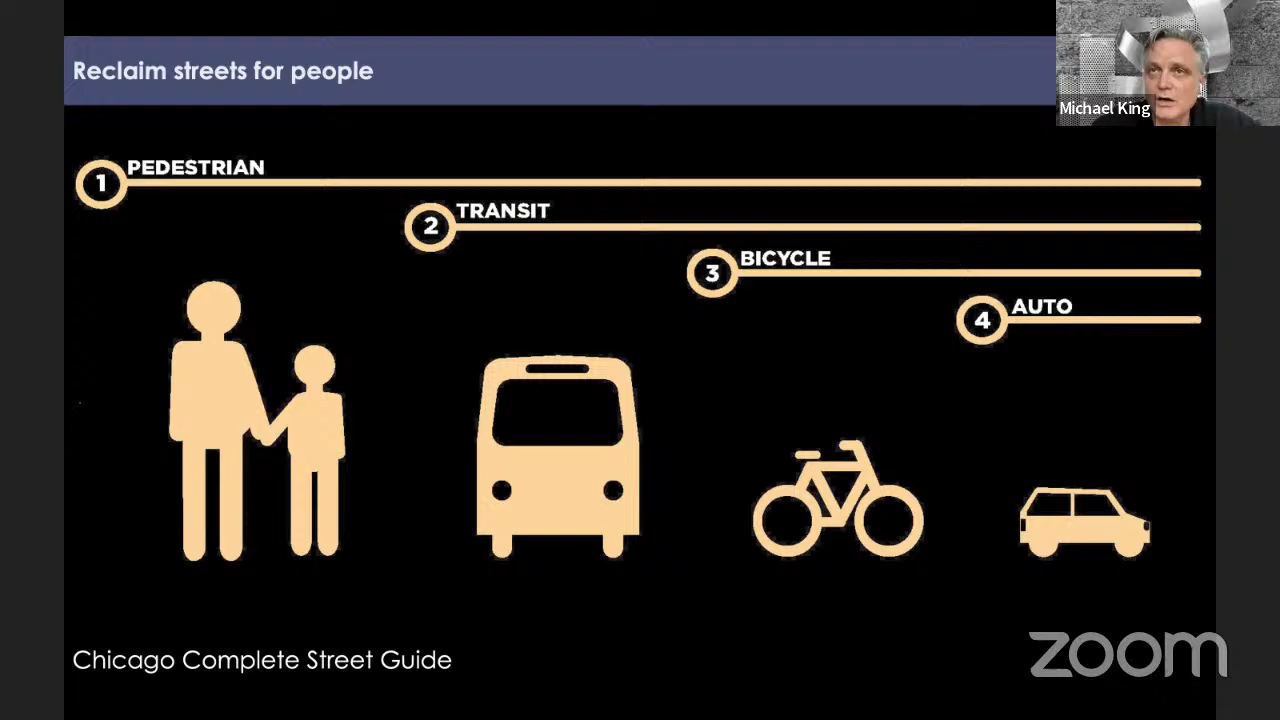 Reclaim streets for people
Michael King
1 PEDESTRIAN
2 TRANSIT
3 BICYCLE
4 AUTO
Chicago Complete Street Guide
zoom